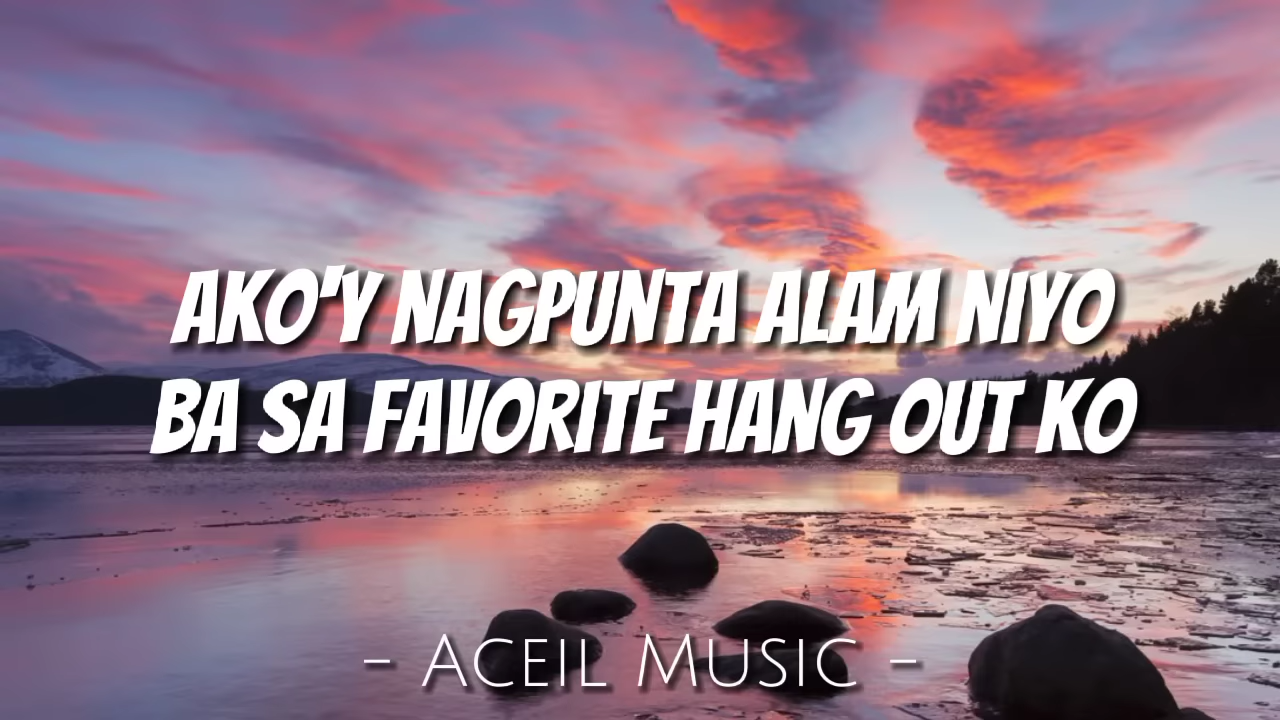 AKO'Y NAGPUNTA ALAM NIYO
BA SA FAVORITE HANG OUT KO
- ACEIL MUSIC -